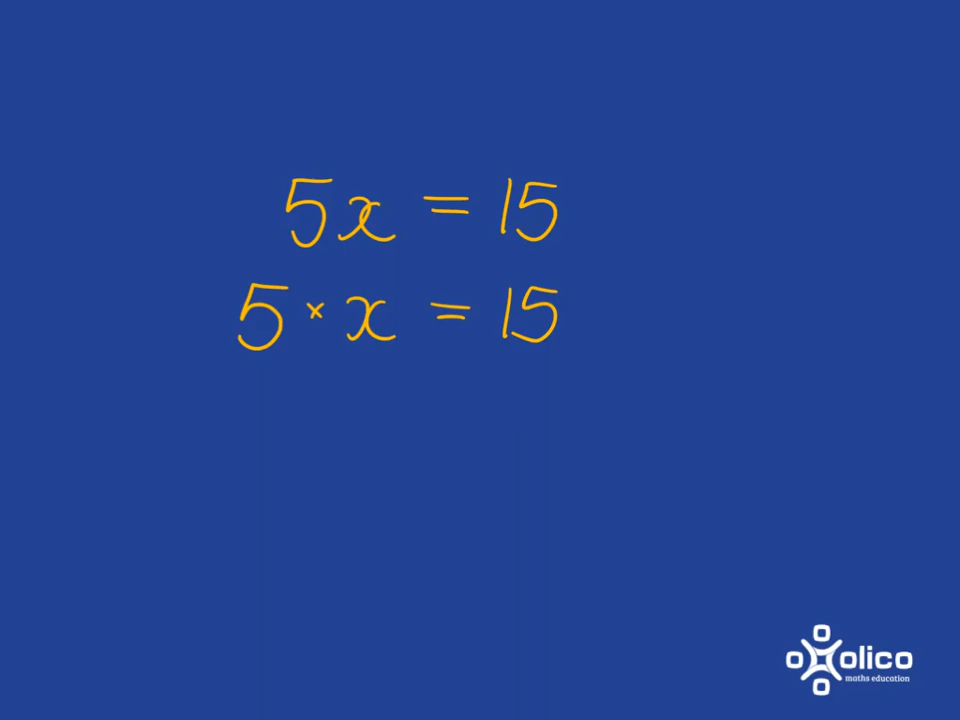 5x = 15
5 × x = 15
olico
maths education